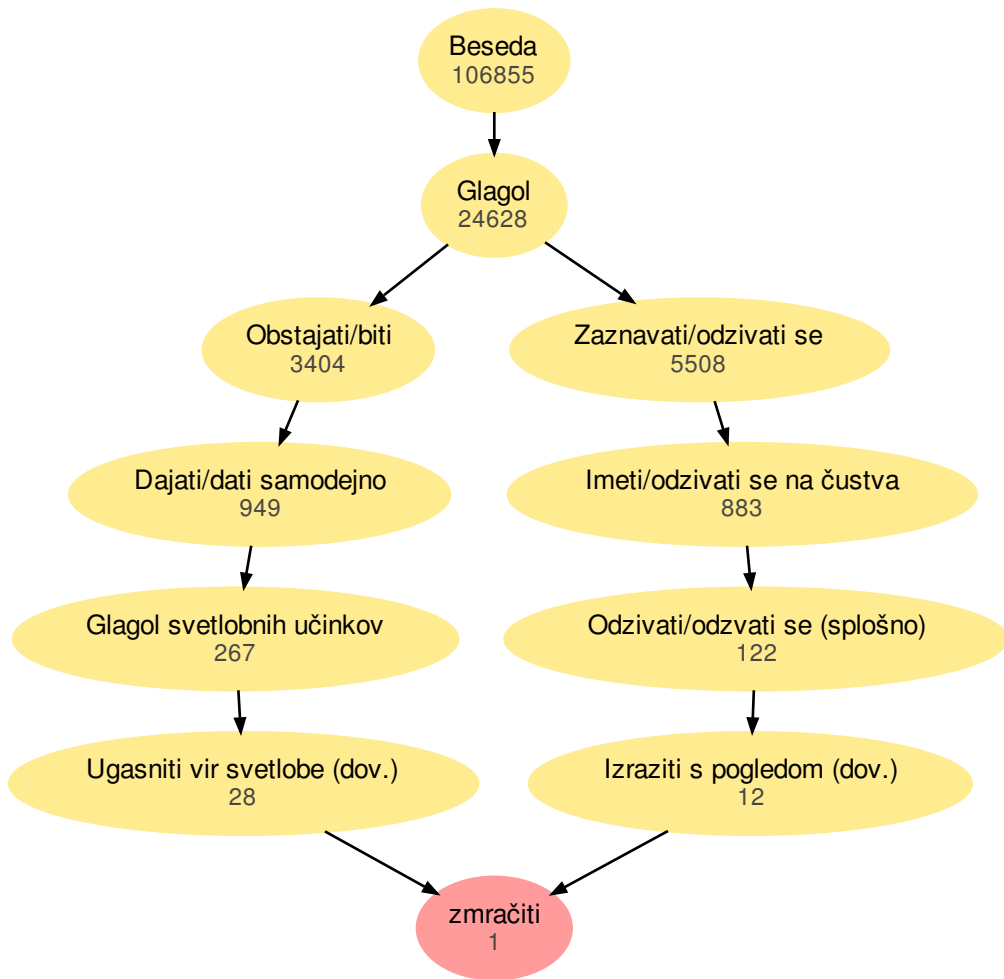 Beseda
106855
Glagol
24628
Obstajati/biti
3404
Zaznavati/odzivati se
5508
Dajati/dati samodejno
949
Imeti/odzivati se na čustva
883
Glagol svetlobnih učinkov
267
Odzivati/odzvati se (splošno)
122
Ugasniti vir svetlobe (dov.)
28
Izraziti s pogledom (dov.)
12
zmračiti
1